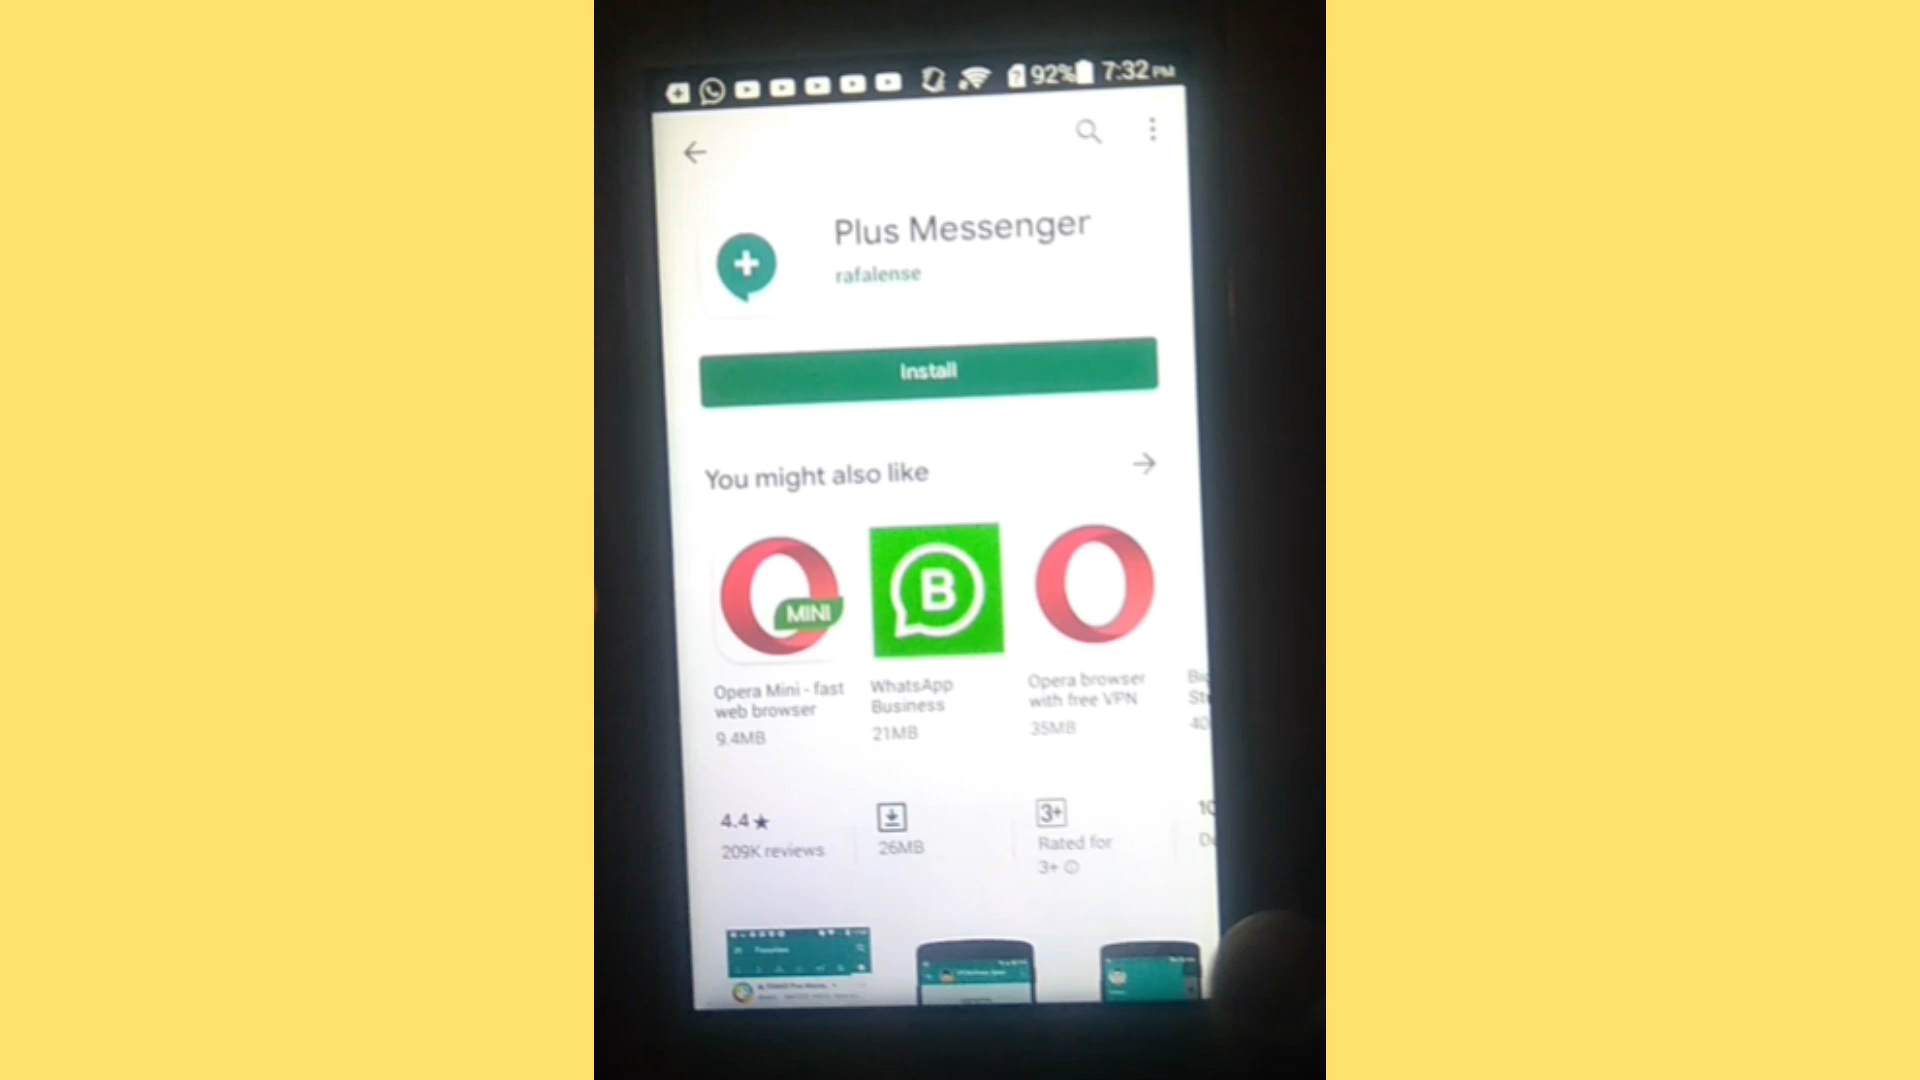 92% 7:32 PM
Plus Messenger
rafalense
Install
You might also like
MINI
B
Opera Mini - fast
web browser
9.4MB
WhatsApp
Business
21MB
Opera browser
with free VPN
35MB
4.4★
209K reviews
26MB
3+
Rated for
3+